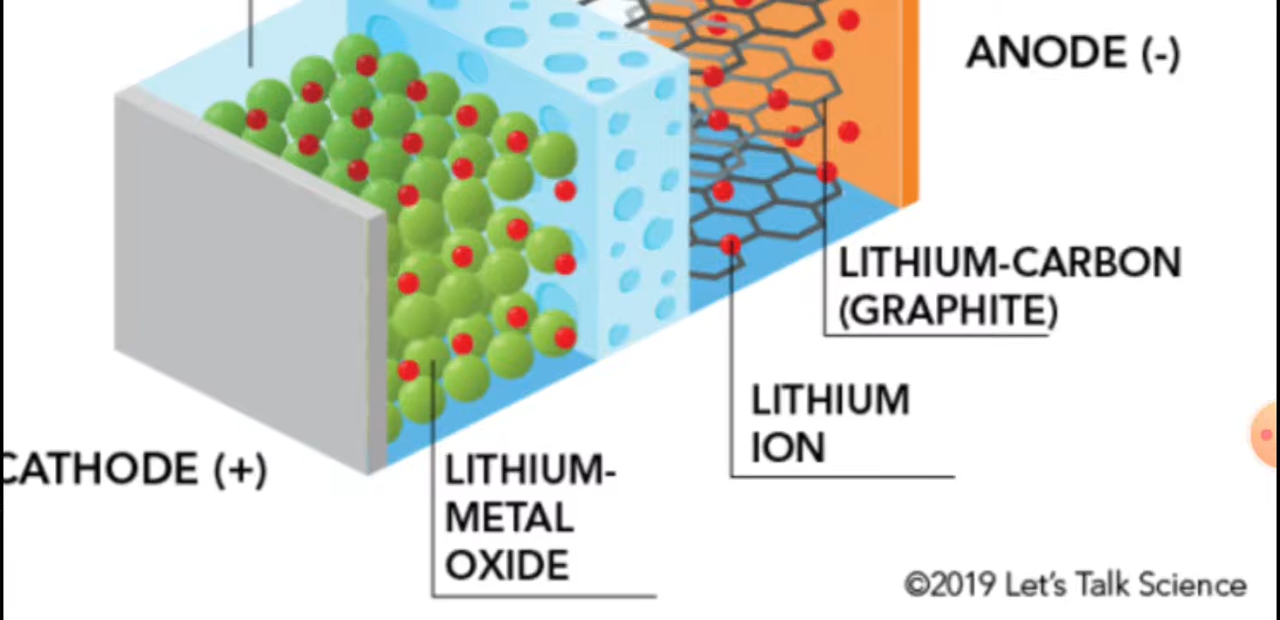 ANODE (-)
LITHIUM-CARBON
(GRAPHITE)
LITHIUM
ION
CATHODE (+)
LITHIUM-
METAL
OXIDE
©2019 Let's Talk Science